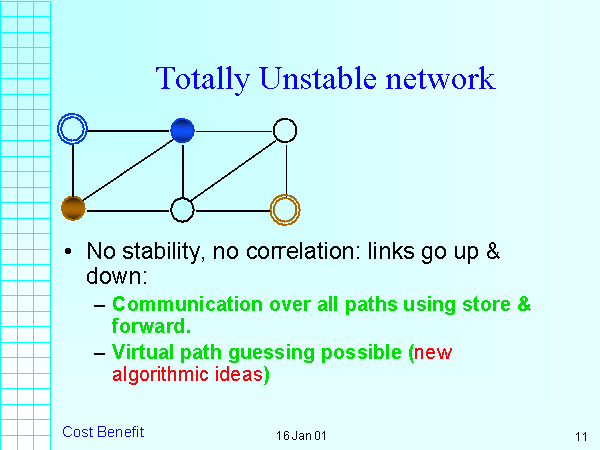 Totally Unstable network
• No stability, no correlation: links go up &
down:
– Communication over all paths using store &
forward.
– Virtual path guessing possible (new
algorithmic ideas)
Cost Benefit
16 Jan 01
11